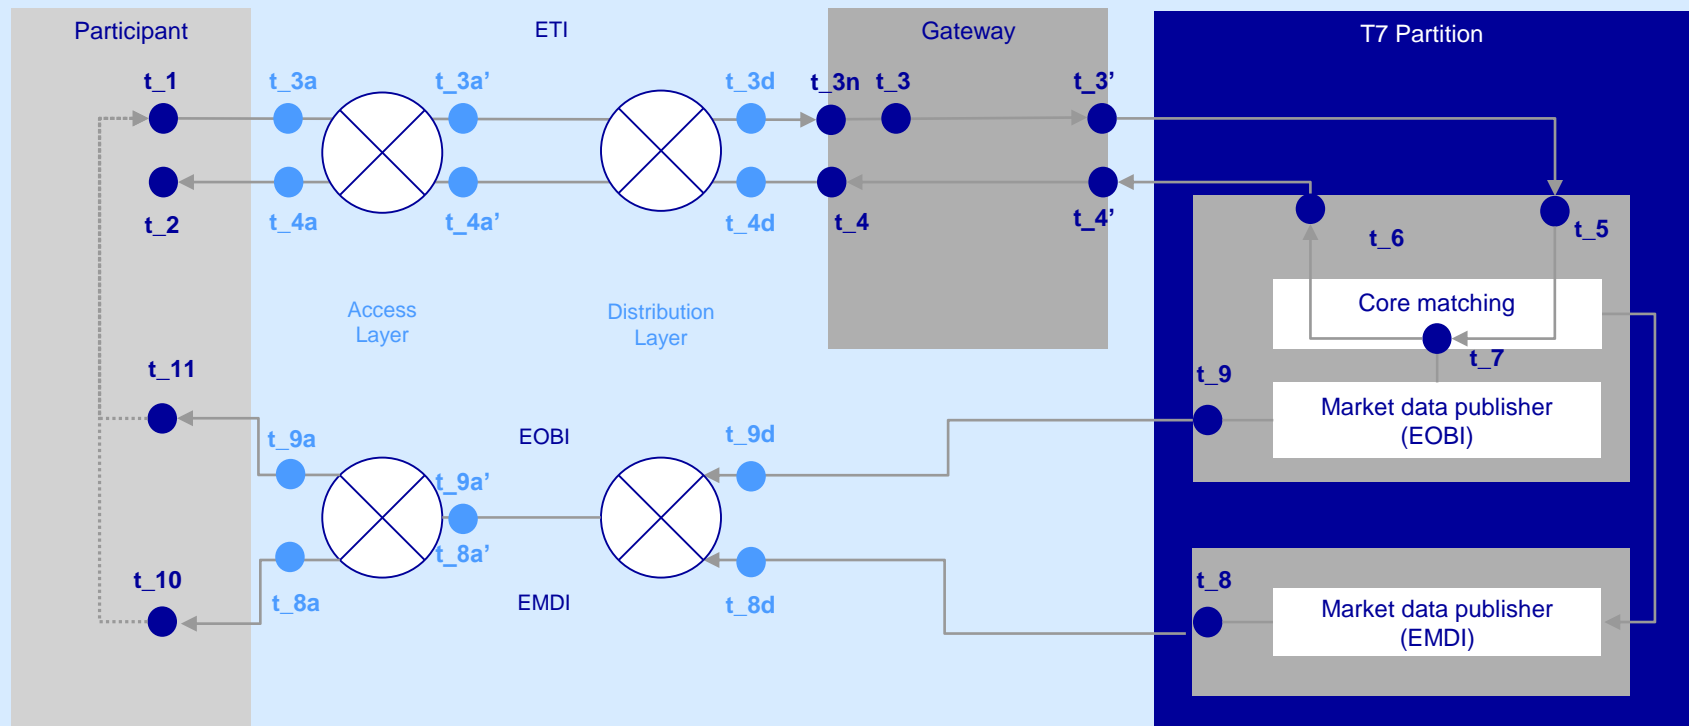 Participant
ETI
Gateway
T7 Partition
t_1
t_3a
t_3a’
t_3d
t_3n
t_3
t_3’
t_2
t_4a
t_4a’
t_4d
t_4
t_4’
t_6
t_5
Access
Layer
Distribution
Layer
Core matching
t_7
t_11
t_9
Market data publisher
(EOBI)
t_9a
EOBI
t_9d
t_9a’
t_8a’
t_10
t_8a
EMDI
t_8d
t_8
Market data publisher
(EMDI)